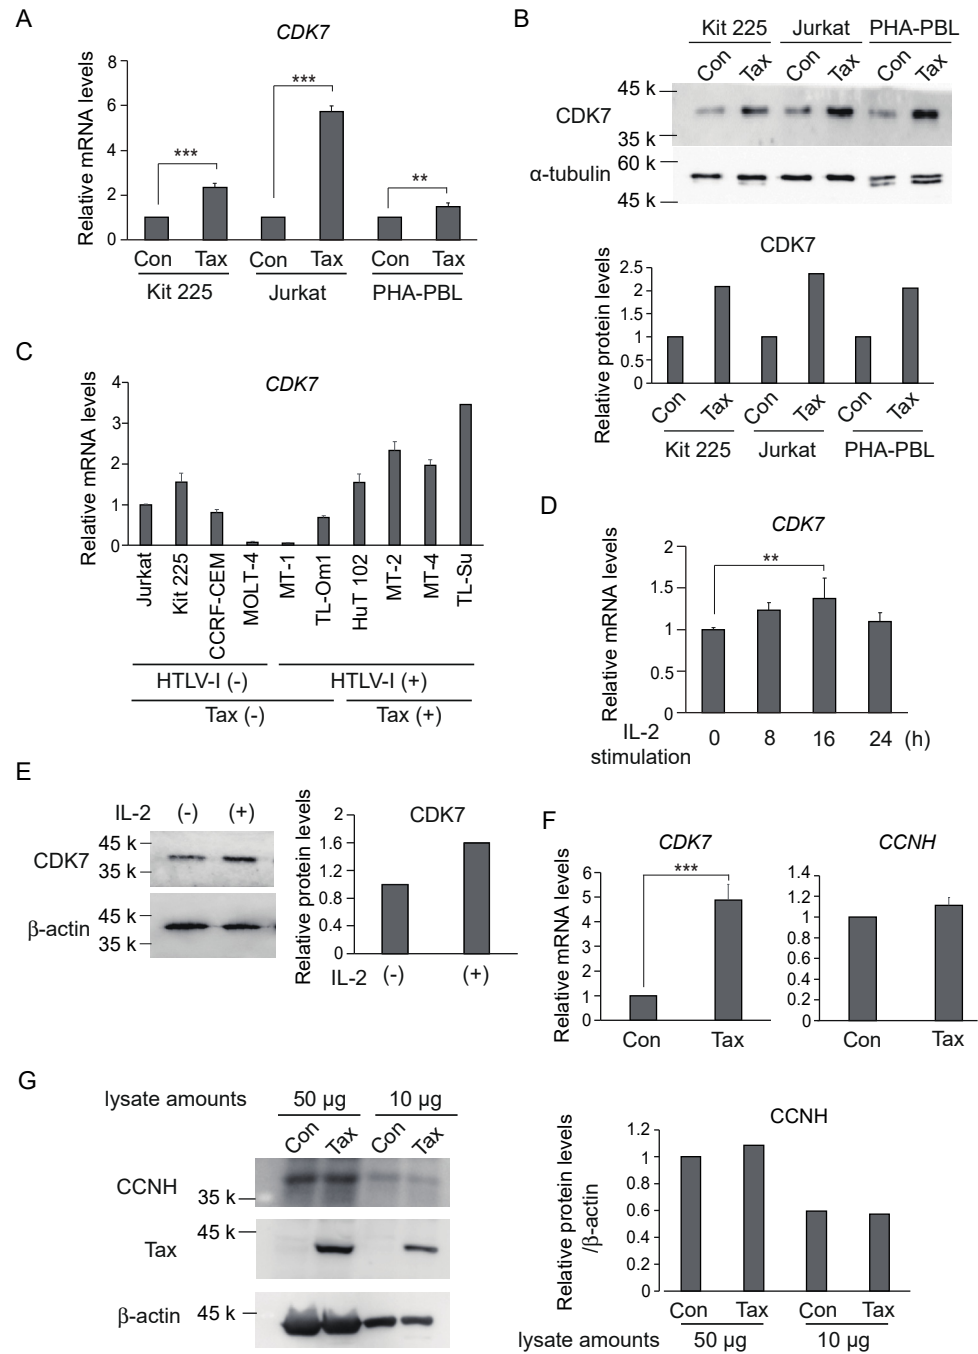 A
CDK7
Relative mRNA levels
8
6
4
2
0
***
***
**
Con Tax Con Tax Con Tax
Kit 225 Jurkat PHA-PBL
B
Kit 225 Jurkat PHA-PBL
Con Tax Con Tax Con Tax
CDK7
45 k
35 k
α-tubulin
60 k
45 k
CDK7
Relative protein levels
2.5
2
1.5
1
0.5
0
Con Tax Con Tax Con Tax
Kit 225 Jurkat PHA-PBL
C
CDK7
Relative mRNA levels
4
3
2
1
0
Jurkat Kit 225 CCRF-CEM MOLT-4 MT-1 TL-Om1 HuT 102 MT-2 MT-4 TL-Su
HTLV-I (-) HTLV-I (+)
Tax (-) Tax (+)
D
CDK7
Relative mRNA levels
2
1.5
1
0.5
0
**
IL-2
stimulation
0 8 16 24 (h)
E
IL-2 (-) (+)
CDK7
45 k
35 k
β-actin
45 k
35 k
CDK7
Relative protein levels
2
1.6
1.2
0.8
0.4
0
IL-2 (-) (+)
F
CDK7
Relative mRNA levels
6
5
4
3
2
1
0
***
Con Tax
CCNH
1.4
1.2
1
0.8
0.6
0.4
0.2
0
Con Tax
G
lysate amounts 50 µg 10 µg
Con Tax Con Tax
CCNH
35 k
45 k
Tax
β-actin
45 k
CCNH
Relative protein levels
/β-actin
1.2
1
0.8
0.6
0.4
0.2
0
Con Tax Con Tax
lysate amounts 50 µg 10 µg